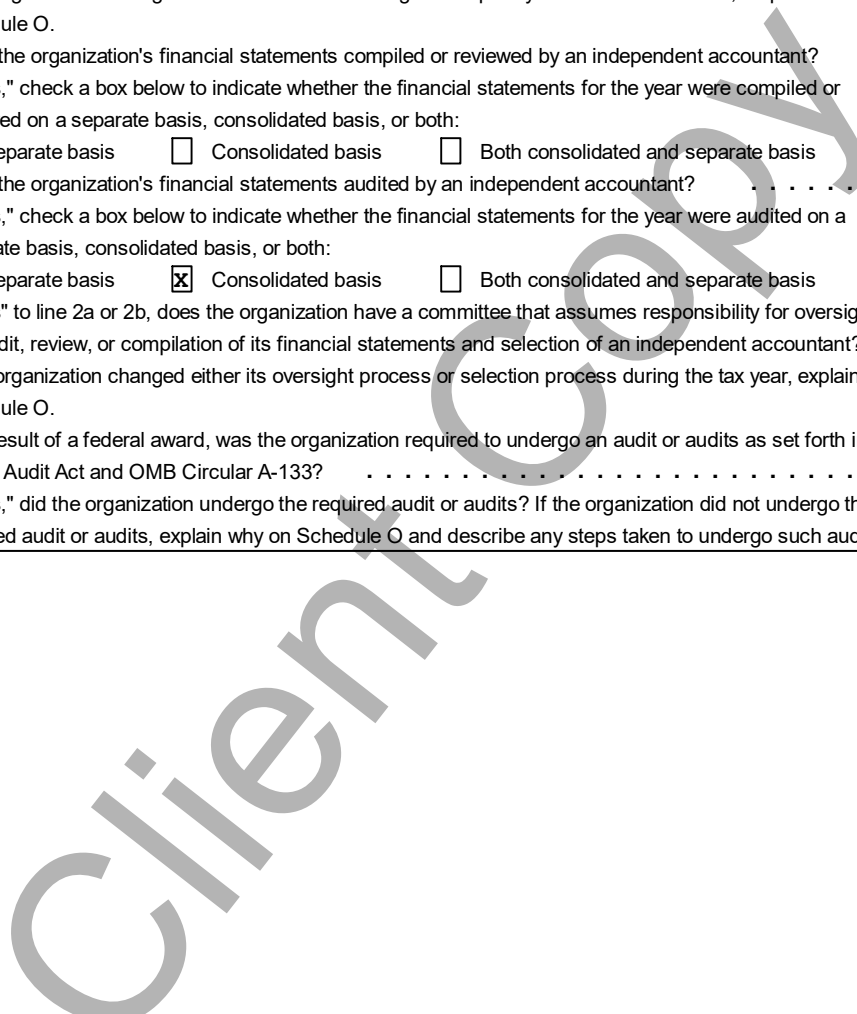 ule O.
the organization's financial statements compiled or reviewed by an independent accountant?
," check a box below to indicate whether the financial statements for the year were compiled or
ed on a separate basis, consolidated basis, or both:
eparate basis Consolidated basis Both consolidated and separate basis
the organization's financial statements audited by an independent accountant? . . . . . .
," check a box below to indicate whether the financial statements for the year were audited on a
ate basis, consolidated basis, or both:
eparate basis X Consolidated basis Both consolidated and separate basis
" to line 2a or 2b, does the organization have a committee that assumes responsibility for oversig
dit, review, or compilation of its financial statements and selection of an independent accountant?
organization changed either its oversight process or selection process during the tax year, explain
ule O.
esult of a federal award, was the organization required to undergo an audit or audits as set forth i
Audit Act and OMB Circular A-133? . . . . . . . . . . . . . . . . . . . . . . . . . .
," did the organization undergo the required audit or audits? If the organization did not undergo th
ed audit or audits, explain why on Schedule O and describe any steps taken to undergo such aud
Client Copy